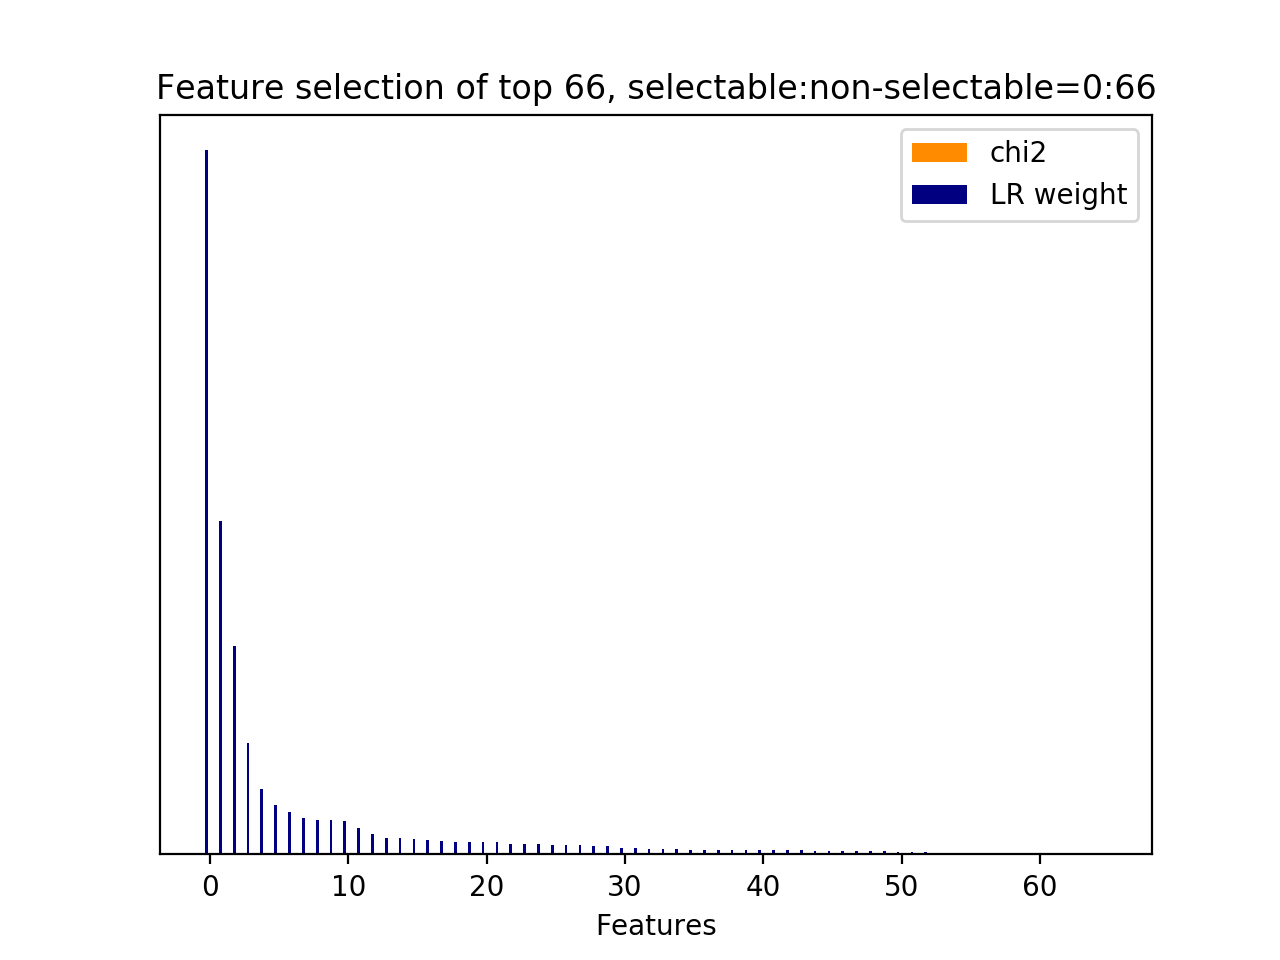 Feature selection of top 66, selectable:non-selectable=0:66
chi2
LR weight
0 10 20 30 40 50 60
Features